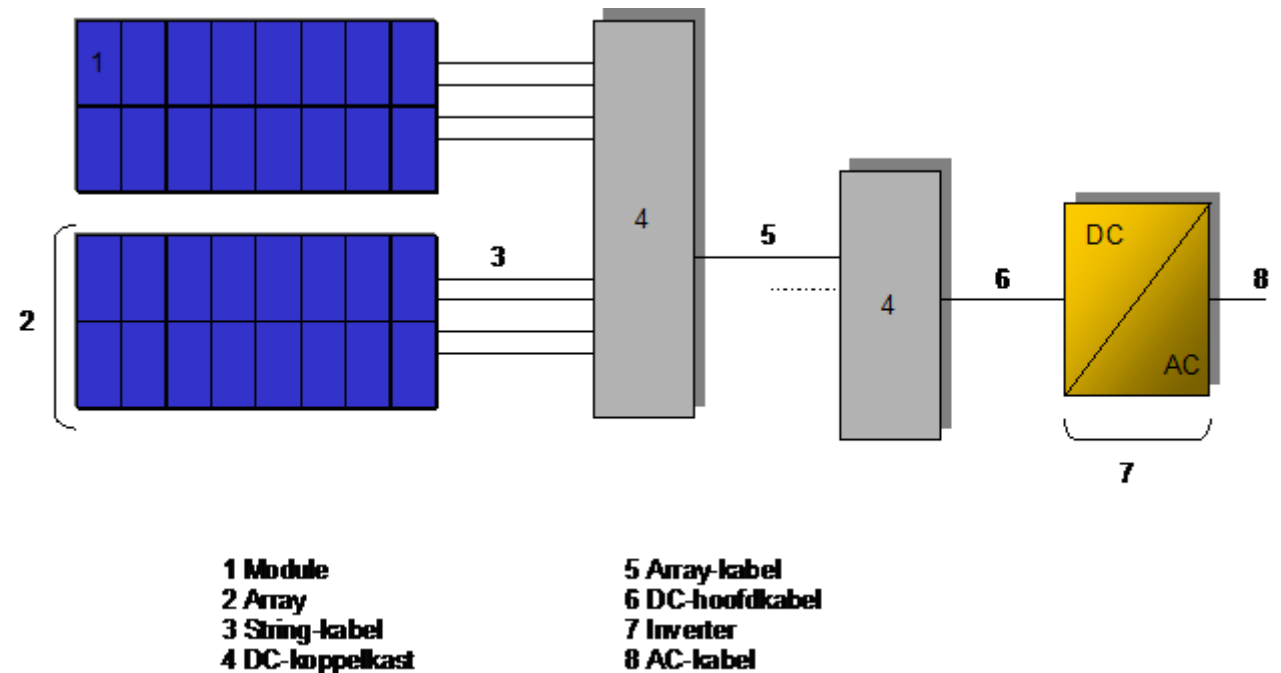 1
4
5
3
DC
6
8
2
4
AC
7
1 Module
2 Array
3 String-kabel
4 DC-koppelkast
5 Array-kabel
6 DC-hoofdkabel
7 Inverter
8 AC-kabel